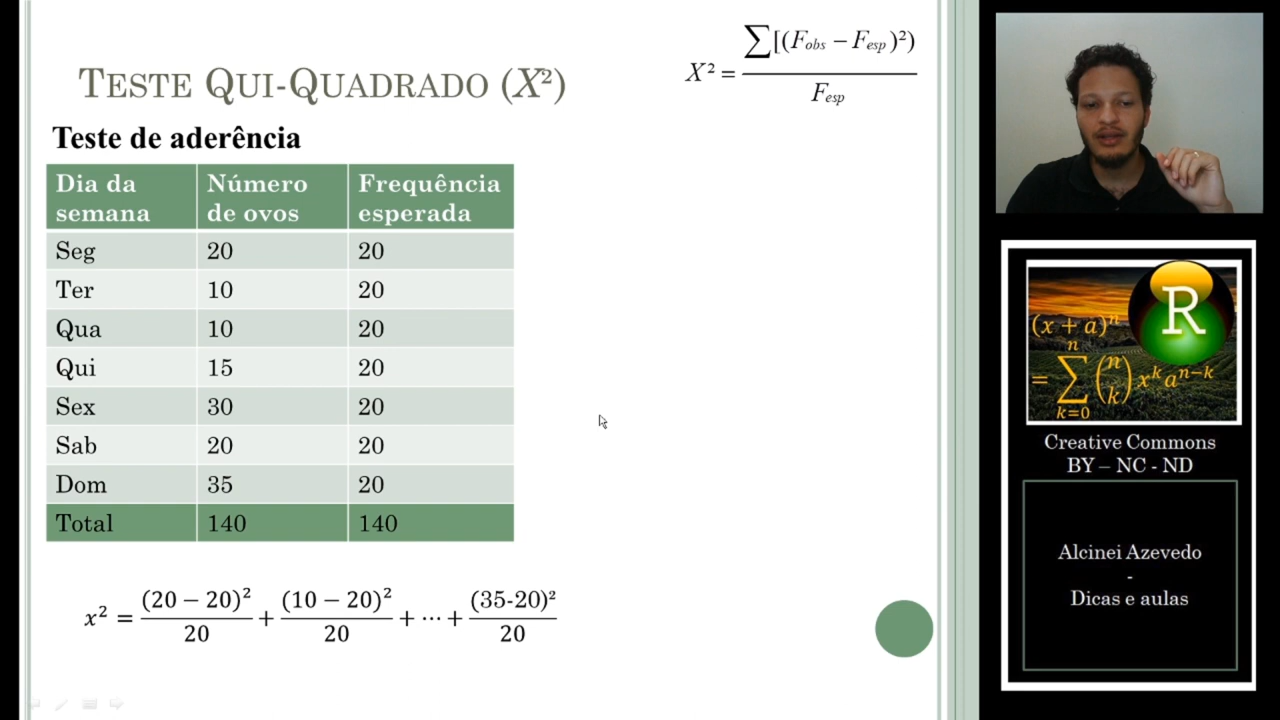 TESTE QUI-QUADRADO (X²)
X² = ∑[(Fobs − Fesp)²) / Fesp
Teste de aderência
Dia da semana Número de ovos Frequência esperada
Seg 20 20
Ter 10 20
Qua 10 20
Qui 15 20
Sex 30 20
Sab 20 20
Dom 35 20
Total 140 140
x² = (20 − 20)²/20 + (10 − 20)²/20 + ⋯ + (35-20)²/20
R
(x + a)ⁿ
= ∑ n k=0 (n k) xᵏaⁿ⁻ᵏ
Creative Commons
BY – NC - ND
Alcinei Azevedo
-
Dicas e aulas